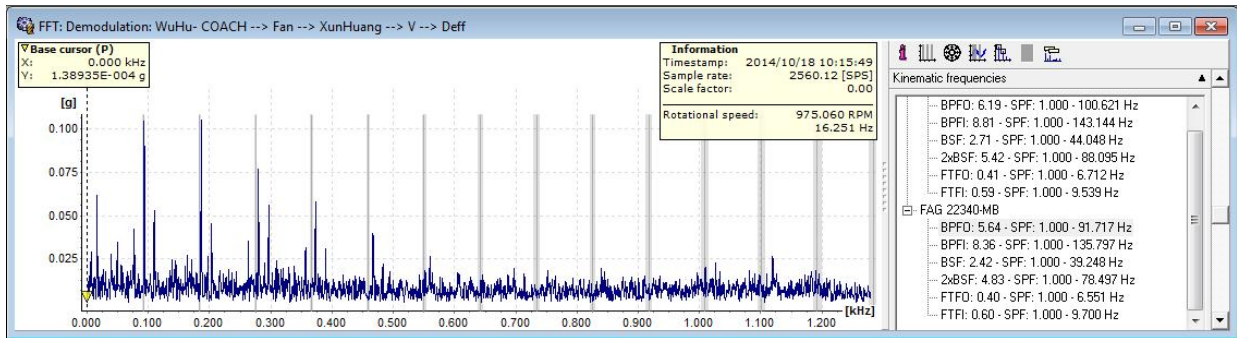 FFT: Demodulation: WuHu- COACH --> Fan --> XunHuang --> V --> Deff
Base cursor (P)
X: 0.000 kHz
Y: 1.38935E-004 g
Information
Timestamp: 2014/10/18 10:15:49
Sample rate: 2560.12 [SPS]
Scale factor: 0.00
Rotational speed: 975.060 RPM
16.251 Hz
[g]
0.100
0.075
0.050
0.025
0.000 0.100 0.200 0.300 0.400 0.500 0.600 0.700 0.800 0.900 1.000 1.100 1.200 [kHz]
Kinematic frequencies
BPFO: 6.19 - SPF: 1.000 - 100.621 Hz
BPFI: 8.81 - SPF: 1.000 - 143.144 Hz
BSF: 2.71 - SPF: 1.000 - 44.048 Hz
2xBSF: 5.42 - SPF: 1.000 - 88.095 Hz
FTFO: 0.41 - SPF: 1.000 - 6.712 Hz
FTFI: 0.59 - SPF: 1.000 - 9.539 Hz
FAG 22340-MB
BPFO: 5.64 - SPF: 1.000 - 91.717 Hz
BPFI: 8.36 - SPF: 1.000 - 135.797 Hz
BSF: 2.42 - SPF: 1.000 - 39.248 Hz
2xBSF: 4.83 - SPF: 1.000 - 78.497 Hz
FTFO: 0.40 - SPF: 1.000 - 6.551 Hz
FTFI: 0.60 - SPF: 1.000 - 9.700 Hz